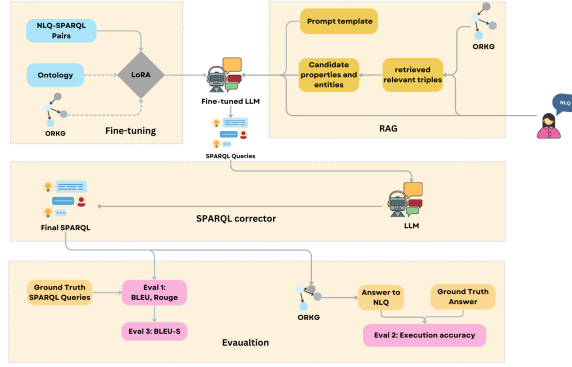 NLQ-SPARQL
Pairs
Ontology
LoRA
ORKG
Fine-tuning
Fine-tuned LLM
SPARQL Queries
Prompt template
Candidate
properties and
entities
retrieved
relevant triples
ORKG
RAG
NLQ
Final SPARQL
SPARQL corrector
LLM
Ground Truth
SPARQL Queries
Eval 1:
BLEU, Rouge
Eval 3: BLEU-S
ORKG
Answer to
NLQ
Ground Truth
Answer
Eval 2: Execution accuracy
Evaualtion